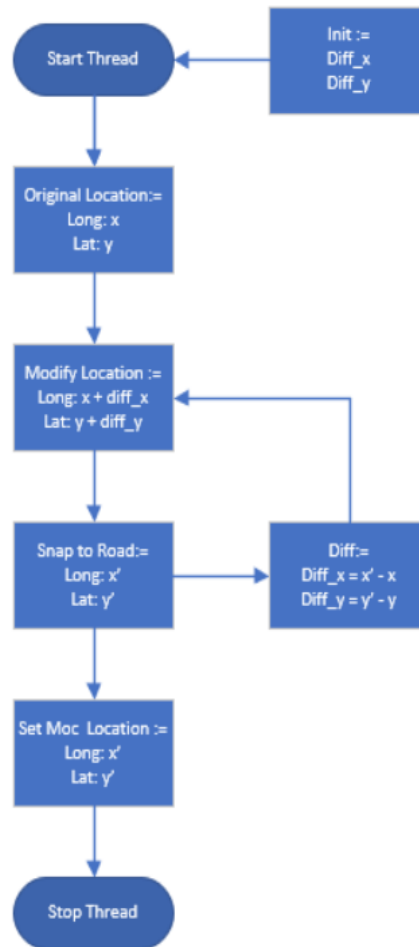 Start Thread
Init :=
Diff_x
Diff_y
Original Location:=
Long: x
Lat: y
Modify Location :=
Long: x + diff_x
Lat: y + diff_y
Snap to Road:=
Long: x'
Lat: y'
Diff:=
Diff_x = x' - x
Diff_y = y' - y
Set Moc Location :=
Long: x'
Lat: y'
Stop Thread